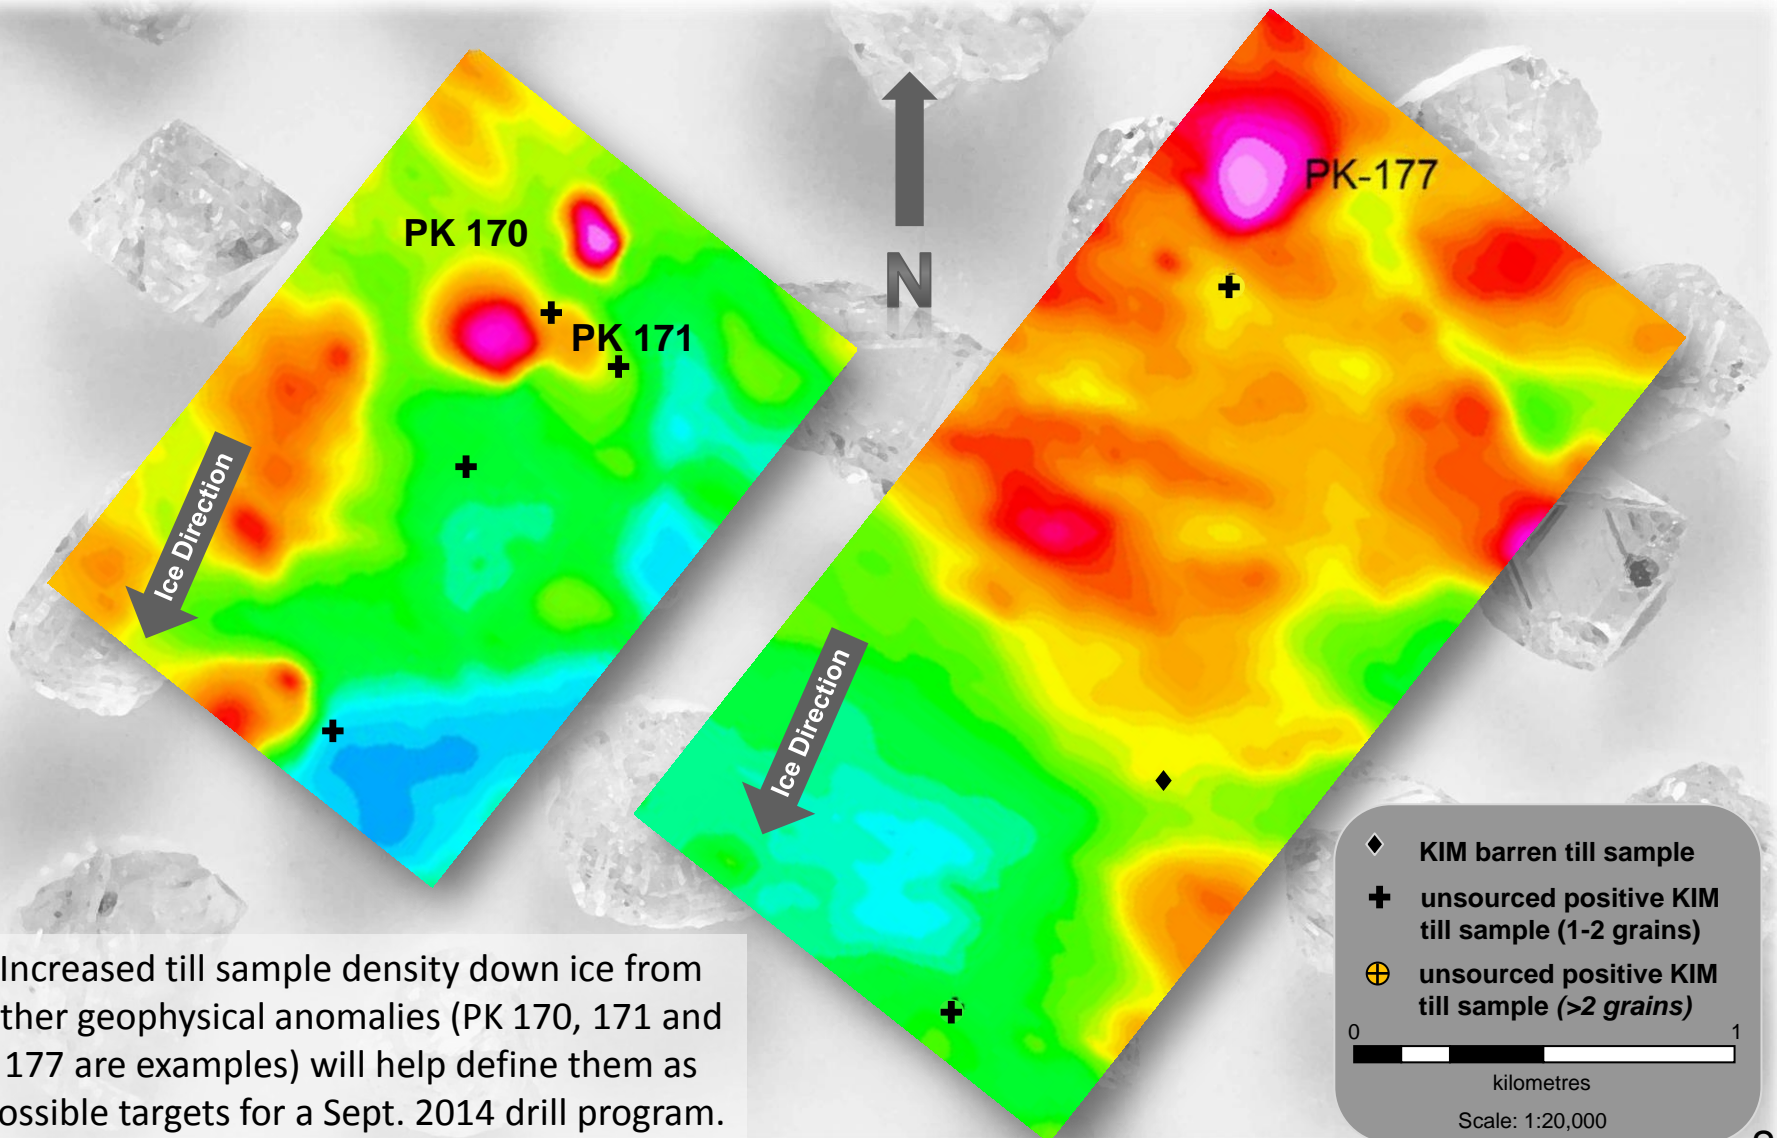 PK 170
PK 171
Ice Direction
N
PK-177
Ice Direction
KIM barren till sample
unsourced positive KIM
till sample (1-2 grains)
unsourced positive KIM
till sample (>2 grains)
0 1
kilometres
Scale: 1:20,000
Increased till sample density down ice from
ther geophysical anomalies (PK 170, 171 and
177 are examples) will help define them as
ossible targets for a Sept. 2014 drill program.